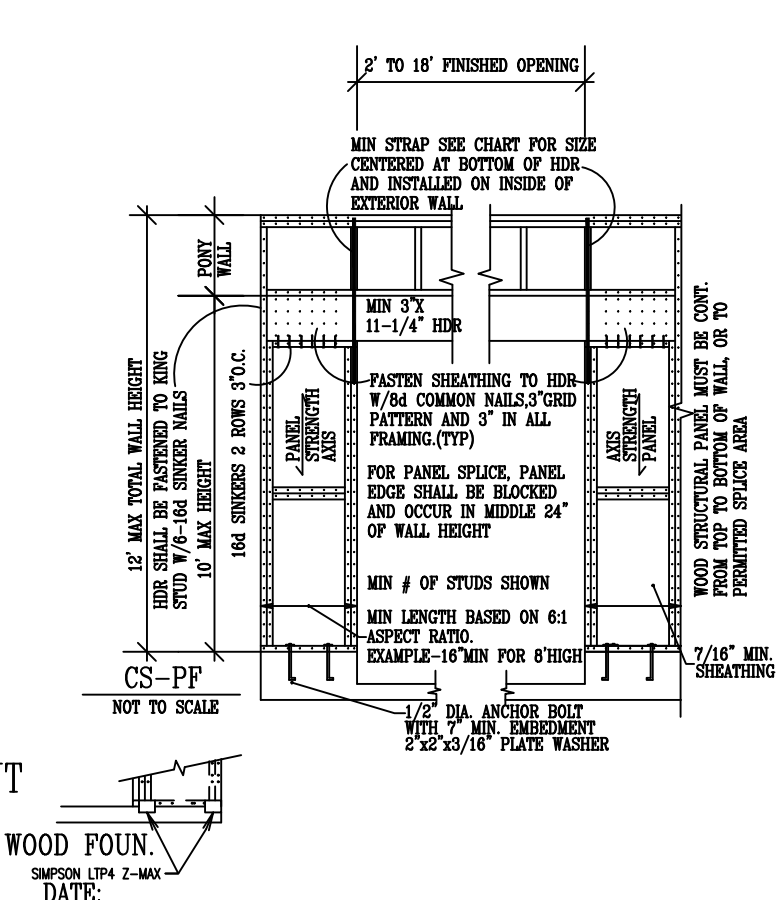 2' TO 18' FINISHED OPENING
MIN STRAP SEE CHART FOR SIZE
CENTERED AT BOTTOM OF HDR
AND INSTALLED ON INSIDE OF
EXTERIOR WALL
PONY
WALL
12' MAX TOTAL WALL HEIGHT
HDR SHALL BE FASTENED TO KING
STUD W/6-16d SINKER NAILS
10' MAX HEIGHT
16d SINKERS 2 ROWS 3"O.C.
MIN 3"X
11-1/4" HDR
PANEL
STRENGTH
AXIS
FASTEN SHEATHING TO HDR
W/8d COMMON NAILS,3"GRID
PATTERN AND 3" IN ALL
FRAMING.(TYP)
FOR PANEL SPLICE, PANEL
EDGE SHALL BE BLOCKED
AND OCCUR IN MIDDLE 24"
OF WALL HEIGHT
MIN # OF STUDS SHOWN
MIN LENGTH BASED ON 6:1
ASPECT RATIO.
EXAMPLE-16"MIN FOR 8'HIGH
AXIS
STRENGTH
PANEL
WOOD STRUCTURAL PANEL MUST BE CONT.
FROM TOP TO BOTTOM OF WALL, OR TO
PERMITTED SPLICE AREA
7/16" MIN.
SHEATHING
CS-PF
NOT TO SCALE
1/2" DIA. ANCHOR BOLT
WITH 7" MIN. EMBEDMENT
2"x2"x3/16" PLATE WASHER
T
WOOD FOUN.
SIMPSON LTP4 Z-MAX
DATE: